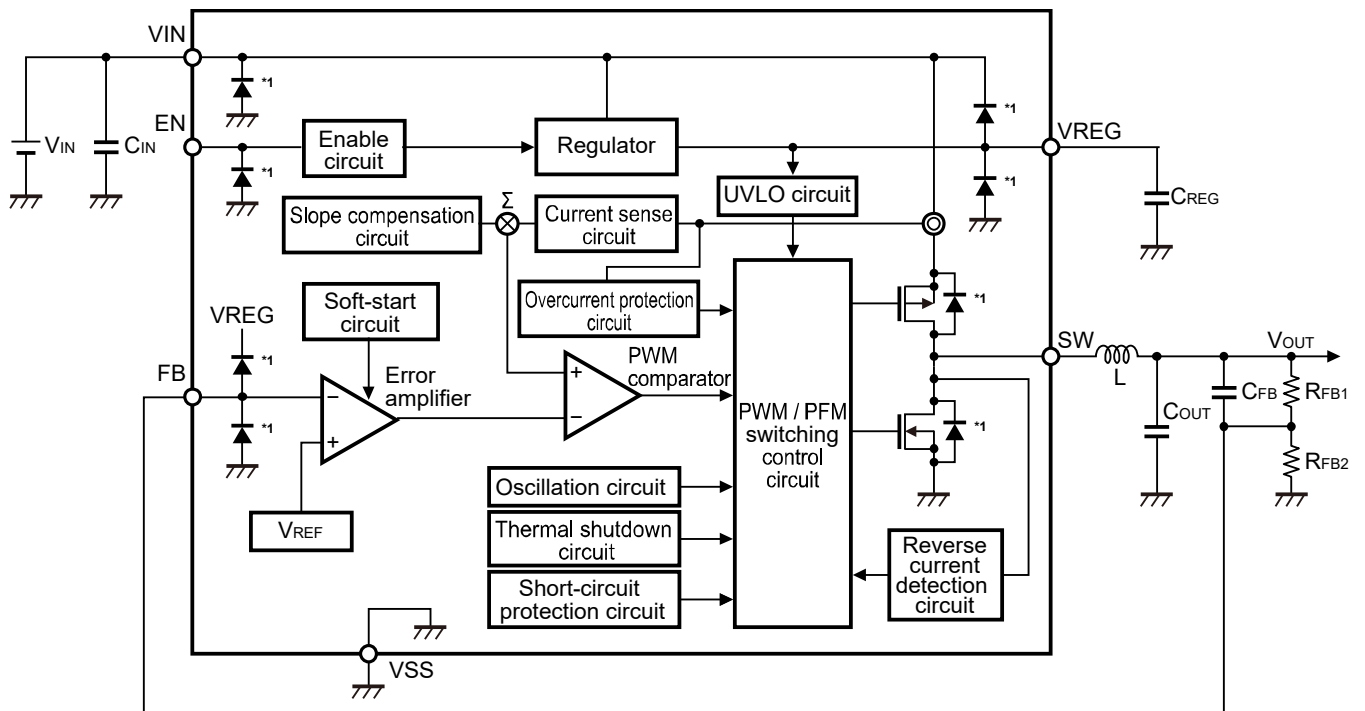 VIN
*1
*1
EN
Enable
circuit
Regulator
VREG
*1
VIN
CIN
*1
UVLO circuit
CREG
Slope compensation
circuit
Σ
Current sense
circuit
Overcurrent protection
circuit
*1
Soft-start
circuit
VREG
*1
FB
*1
Error
amplifier
−
+
+
−
PWM
comparator
PWM / PFM
switching
control
circuit
*1
SW
L
VOUT
COUT
CFB
RFB1
RFB2
VREF
Oscillation circuit
Thermal shutdown
circuit
Short-circuit
protection circuit
Reverse
current
detection
circuit
VSS